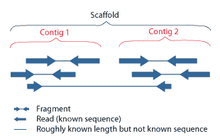 Scaffold
Contig 1 Contig 2
Fragment
Read (known sequence)
Roughly known length but not known sequence